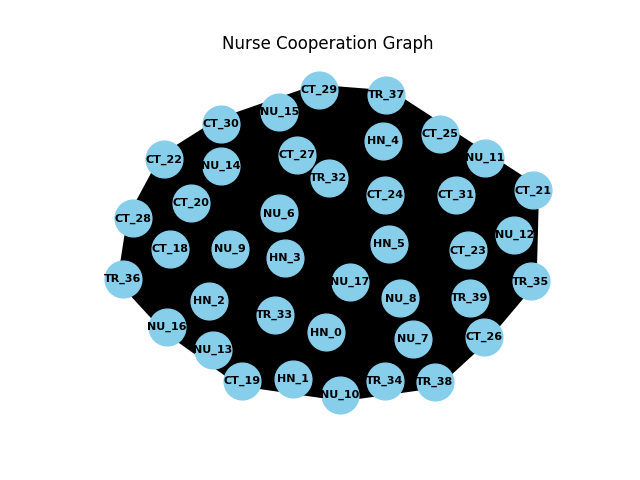 Nurse Cooperation Graph
CT_29
TR_37
NU_15
CT_30
CT_25
HN_4
CT_27
NU_11
CT_22
NU_14
TR_32
CT_21
CT_24
CT_31
CT_20
NU_6
CT_28
NU_12
HN_5
CT_18
NU_9
CT_23
HN_3
TR_36
NU_17
TR_35
NU_8
TR_39
HN_2
TR_33
NU_16
HN_0
CT_26
NU_7
NU_13
HN_1
CT_19
TR_34
TR_38
NU_10